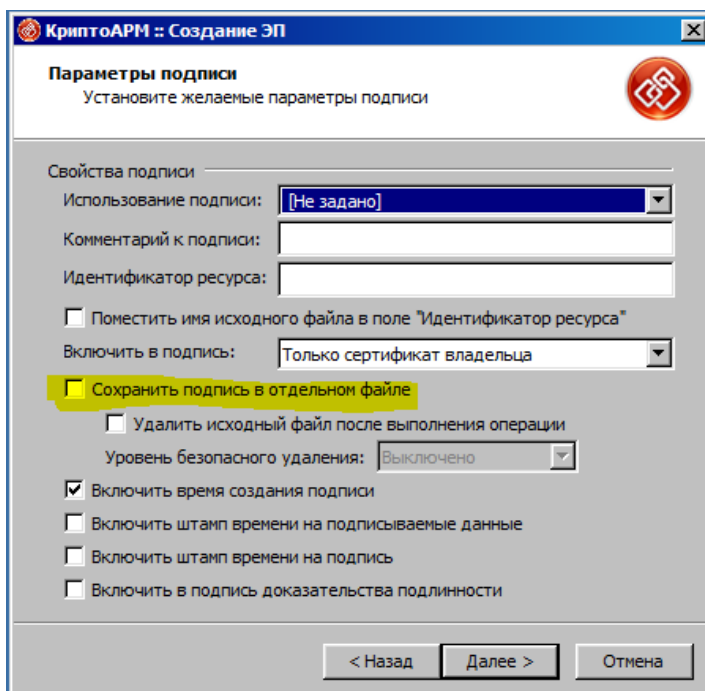 КриптоАРМ :: Создание ЭП
Параметры подписи
Установите желаемые параметры подписи
Свойства подписи
Использование подписи: [Не задано]
Комментарий к подписи:
Идентификатор ресурса:
Поместить имя исходного файла в поле "Идентификатор ресурса"
Включить в подпись: Только сертификат владельца
Сохранить подпись в отдельном файле
Удалить исходный файл после выполнения операции
Уровень безопасного удаления: Выключено
Включить время создания подписи
Включить штамп времени на подписываемые данные
Включить штамп времени на подпись
Включить в подпись доказательства подлинности
< Назад Далее > Отмена